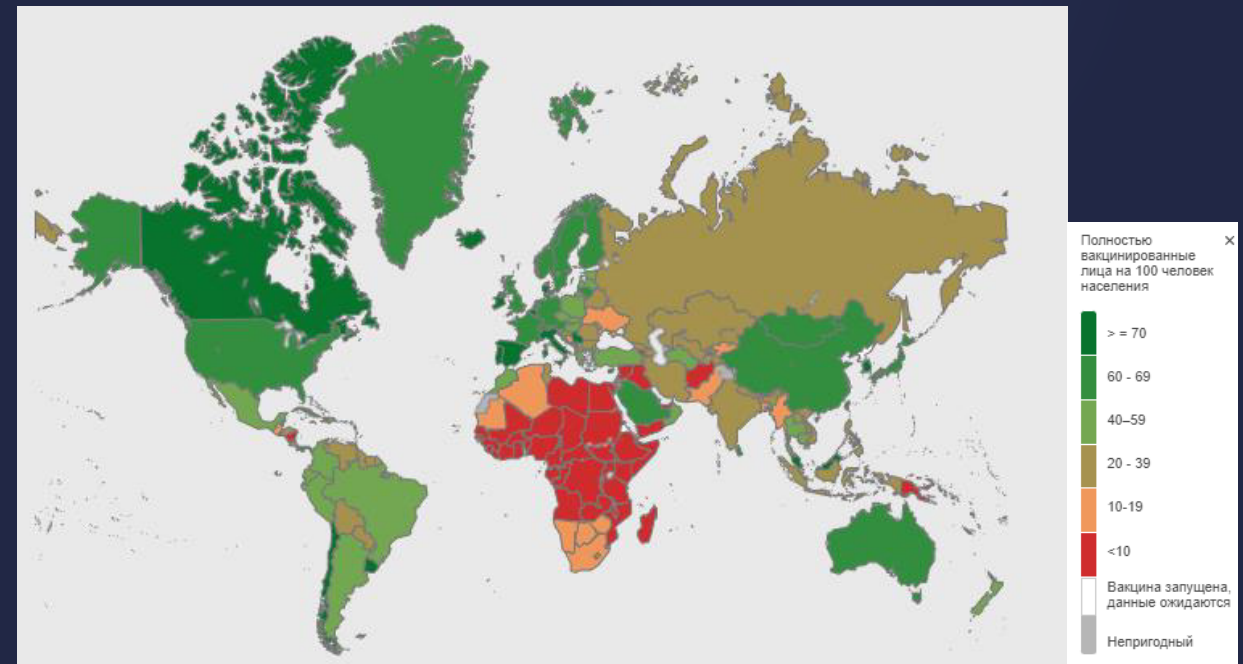 Полностью
вакцинированные
лица на 100 человек
населения
×
> = 70
60 - 69
40–59
20 - 39
10-19
<10
Вакцина запущена,
данные ожидаются
Непригодный